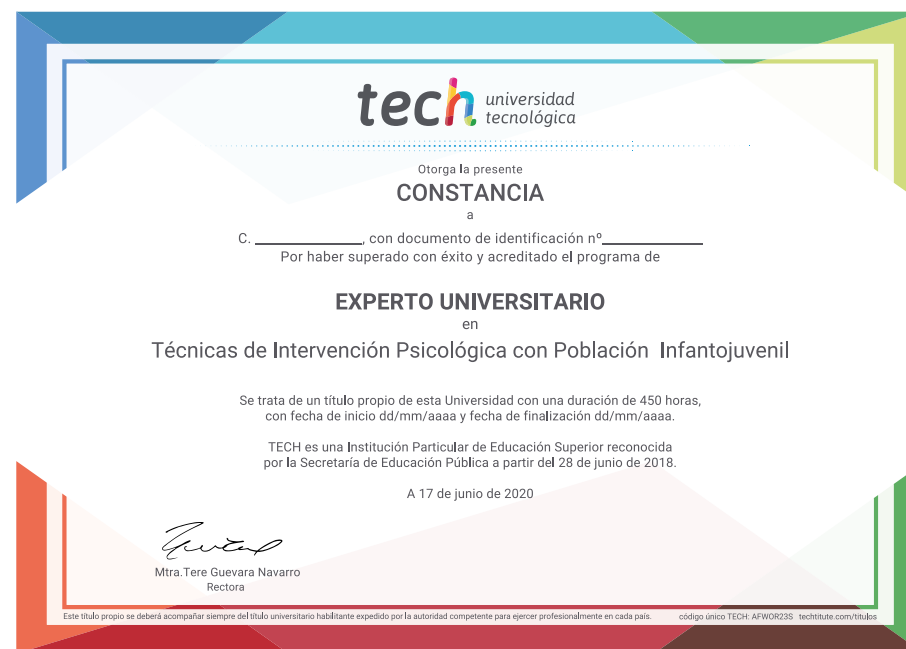 tech universidad
tecnológica
Otorga la presente
CONSTANCIA
a
C. ______________, con documento de identificación nº_____________
Por haber superado con éxito y acreditado el programa de
EXPERTO UNIVERSITARIO
en
Técnicas de Intervención Psicológica con Población Infantojuvenil
Se trata de un título propio de esta Universidad con una duración de 450 horas,
con fecha de inicio dd/mm/aaaa y fecha de finalización dd/mm/aaaa.
TECH es una Institución Particular de Educación Superior reconocida
por la Secretaría de Educación Pública a partir del 28 de junio de 2018.
A 17 de junio de 2020
Mtra.Tere Guevara Navarro
Rectora
Este título propio se deberá acompañar siempre del título universitario habilitante expedido por la autoridad competente para ejercer profesionalmente en cada país. código único TECH: AFWOR23S techtitute.com/titulos